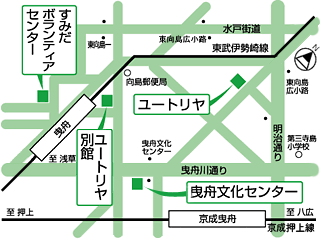 すみだ
ボランティア
センター
水戸街道
東向島一
東向島広小路
東武伊勢崎線
向島郵便局
ユートリヤ
東向島
広小路
曳舟
ユートリヤ
別館
明治通り
第三寺島
小学校
曳舟文化
センター
至 浅草
曳舟川通り
曳舟文化センター
至 押上
京成曳舟
至 八広
京成押上線